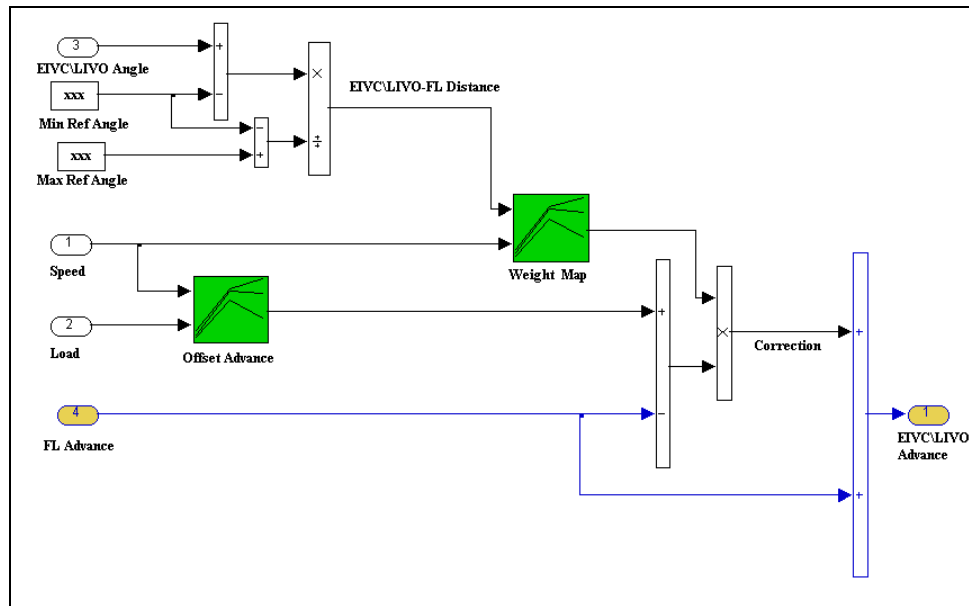 3
EIVC\LIVO Angle
xxx
Min Ref Angle
xxx
Max Ref Angle
+
−
−
+
×
÷
EIVC\LIVO-FL Distance
1
Speed
2
Load
Offset Advance
Weight Map
4
FL Advance
+
−
×
Correction
+
+
1
EIVC\LIVO
Advance